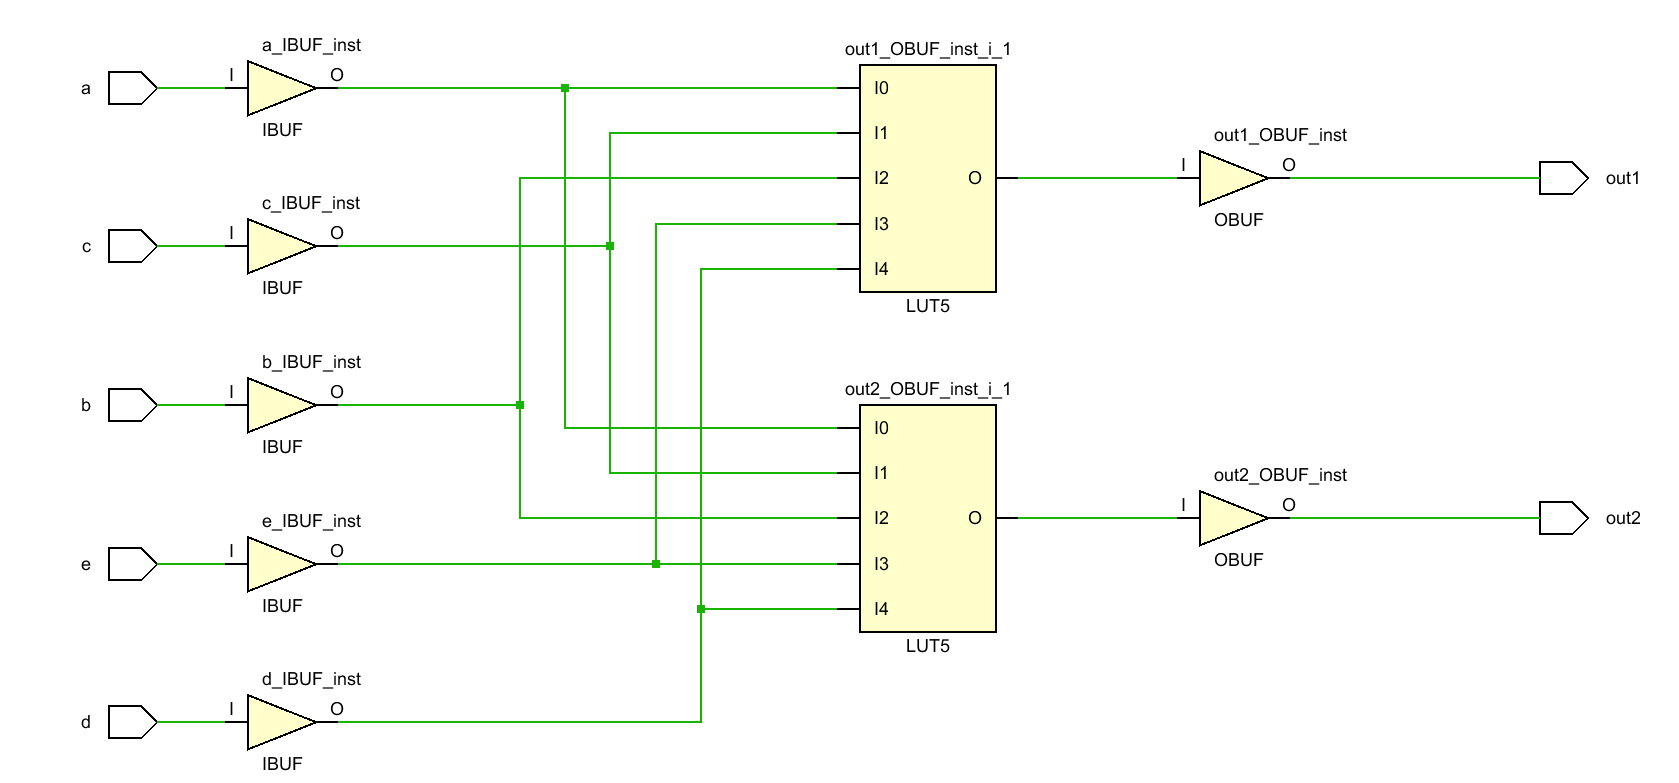 a_IBUF_inst
a
I
O
IBUF
c_IBUF_inst
c
I
O
IBUF
b_IBUF_inst
b
I
O
IBUF
e_IBUF_inst
e
I
O
IBUF
d_IBUF_inst
d
I
O
IBUF
out1_OBUF_inst_i_1
I0
I1
I2
I3
I4
O
LUT5
out2_OBUF_inst_i_1
I0
I1
I2
I3
I4
O
LUT5
out1_OBUF_inst
I
O
OBUF
out1
out2_OBUF_inst
I
O
OBUF
out2